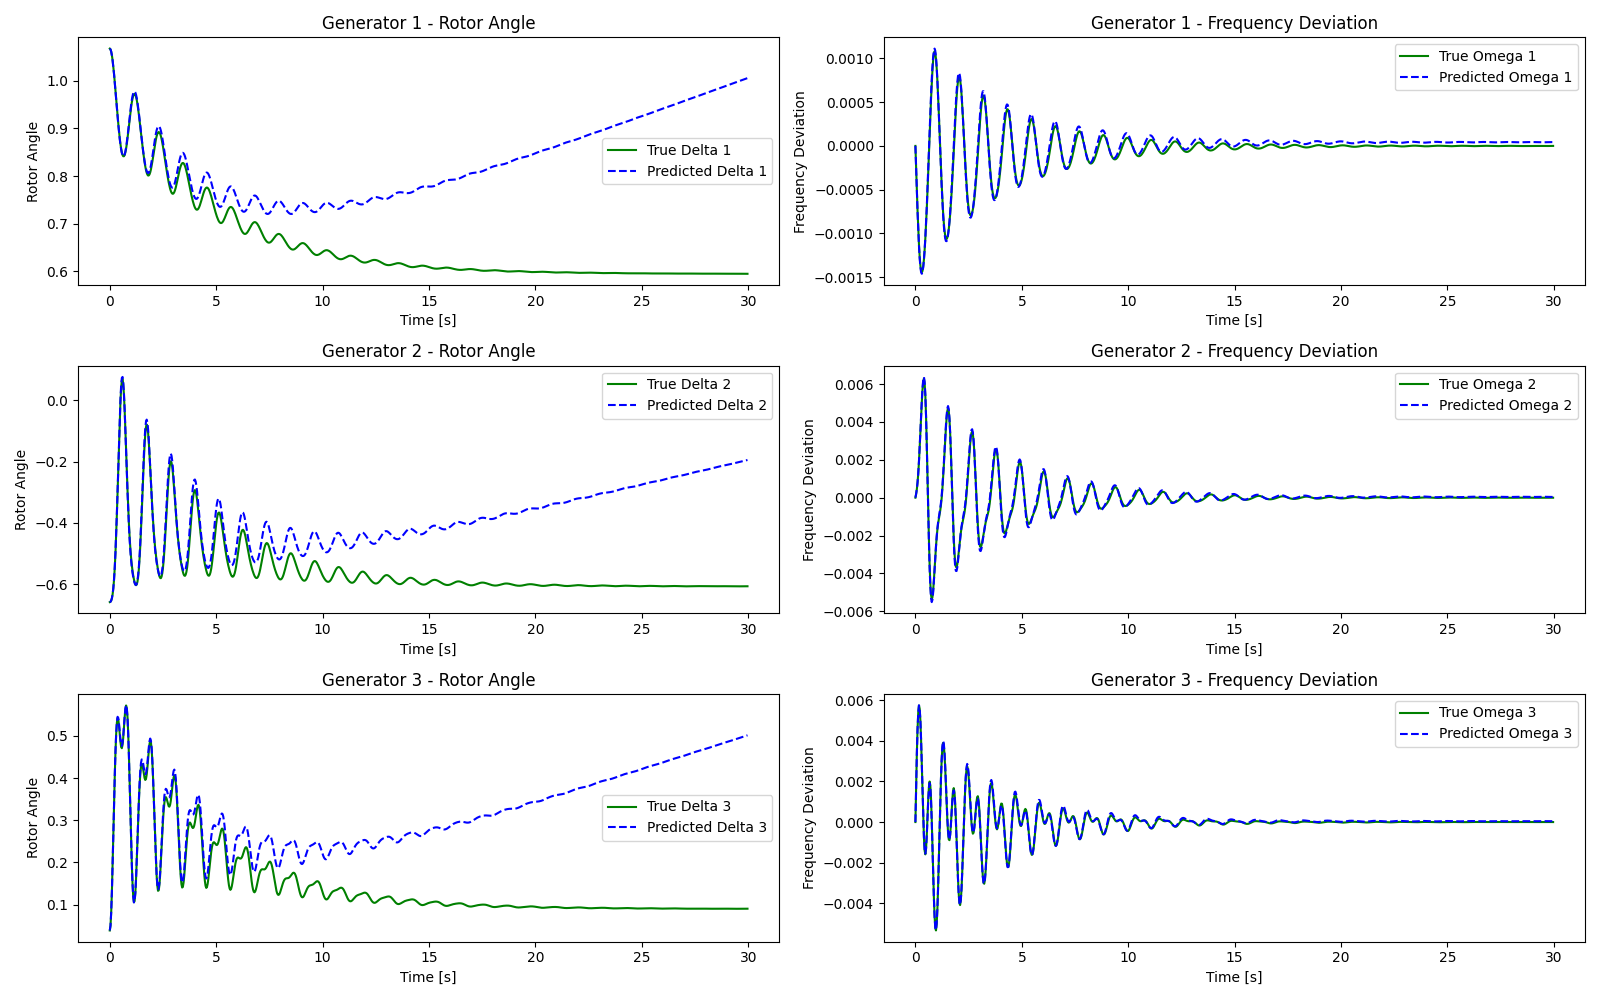 Generator 1 - Rotor Angle
Rotor Angle
1.0
0.9
0.8
0.7
0.6
True Delta 1
Predicted Delta 1
0 5 10 15 20 25 30
Time [s]
Generator 1 - Frequency Deviation
Frequency Deviation
0.0010
0.0005
0.0000
−0.0005
−0.0010
−0.0015
True Omega 1
Predicted Omega 1
0 5 10 15 20 25 30
Time [s]
Generator 2 - Rotor Angle
Rotor Angle
0.0
−0.2
−0.4
−0.6
True Delta 2
Predicted Delta 2
0 5 10 15 20 25 30
Time [s]
Generator 2 - Frequency Deviation
Frequency Deviation
0.006
0.004
0.002
0.000
−0.002
−0.004
−0.006
True Omega 2
Predicted Omega 2
0 5 10 15 20 25 30
Time [s]
Generator 3 - Rotor Angle
Rotor Angle
0.5
0.4
0.3
0.2
0.1
True Delta 3
Predicted Delta 3
0 5 10 15 20 25 30
Time [s]
Generator 3 - Frequency Deviation
Frequency Deviation
0.006
0.004
0.002
0.000
−0.002
−0.004
True Omega 3
Predicted Omega 3
0 5 10 15 20 25 30
Time [s]